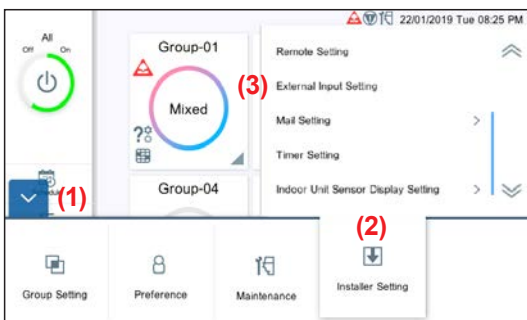 22/01/2019 Tue 08:25 PM
All
Off On
Group-01
Mixed
(3)
Remote Setting
External Input Setting
Mail Setting >
Timer Setting
Indoor Unit Sensor Display Setting >
(1)
Group-04
(2)
Group Setting
Preference
Maintenance
Installer Setting